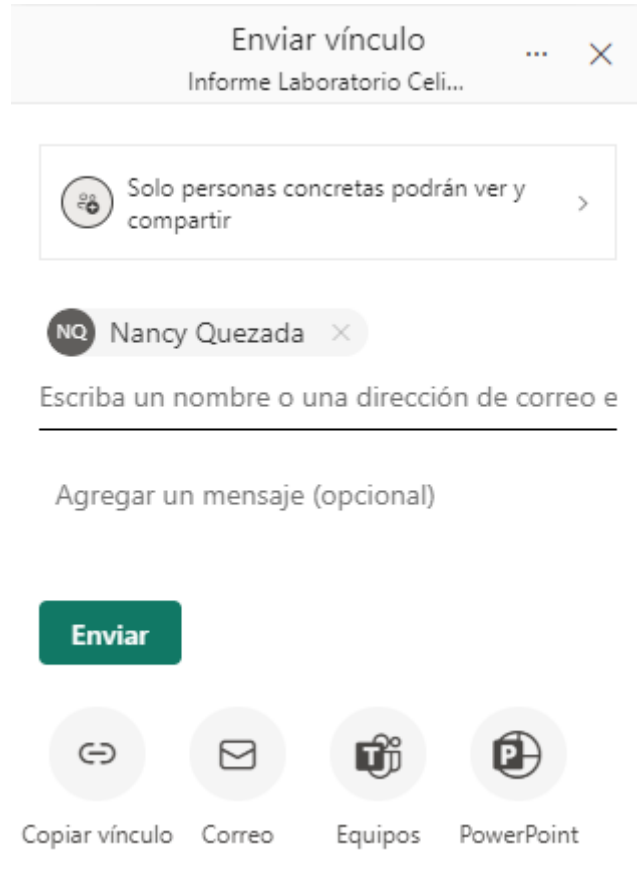 Enviar vínculo
Informe Laboratorio Celi...
Solo personas concretas podrán ver y
compartir
NQ Nancy Quezada
Escriba un nombre o una dirección de correo e
Agregar un mensaje (opcional)
Enviar
Copiar vínculo Correo Equipos PowerPoint